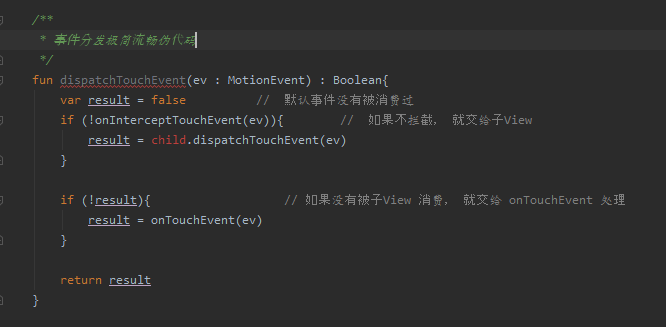 /**
* 事件分发极简流畅伪代码
*/
fun dispatchTouchEvent(ev : MotionEvent) : Boolean{
var result = false // 默认事件没有被消费过
if (!onInterceptTouchEvent(ev)){ // 如果不拦截, 就交给子View
result = child.dispatchTouchEvent(ev)
}
if (!result){ // 如果没有被子View 消费, 就交给 onTouchEvent 处理
result = onTouchEvent(ev)
}
return result
}